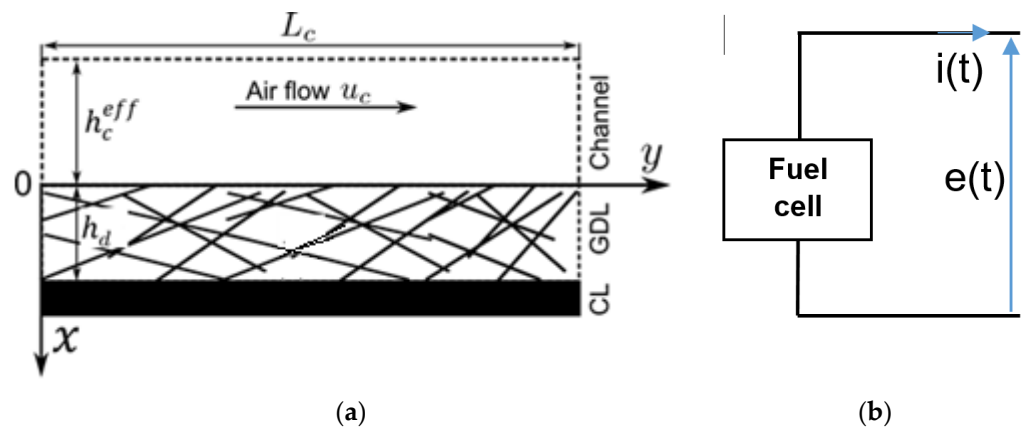 L_c
h_c^{eff}
Air flow u_c
Channel
0
y
h_d
GDL
CL
x
(a)
i(t)
Fuel
cell
e(t)
(b)